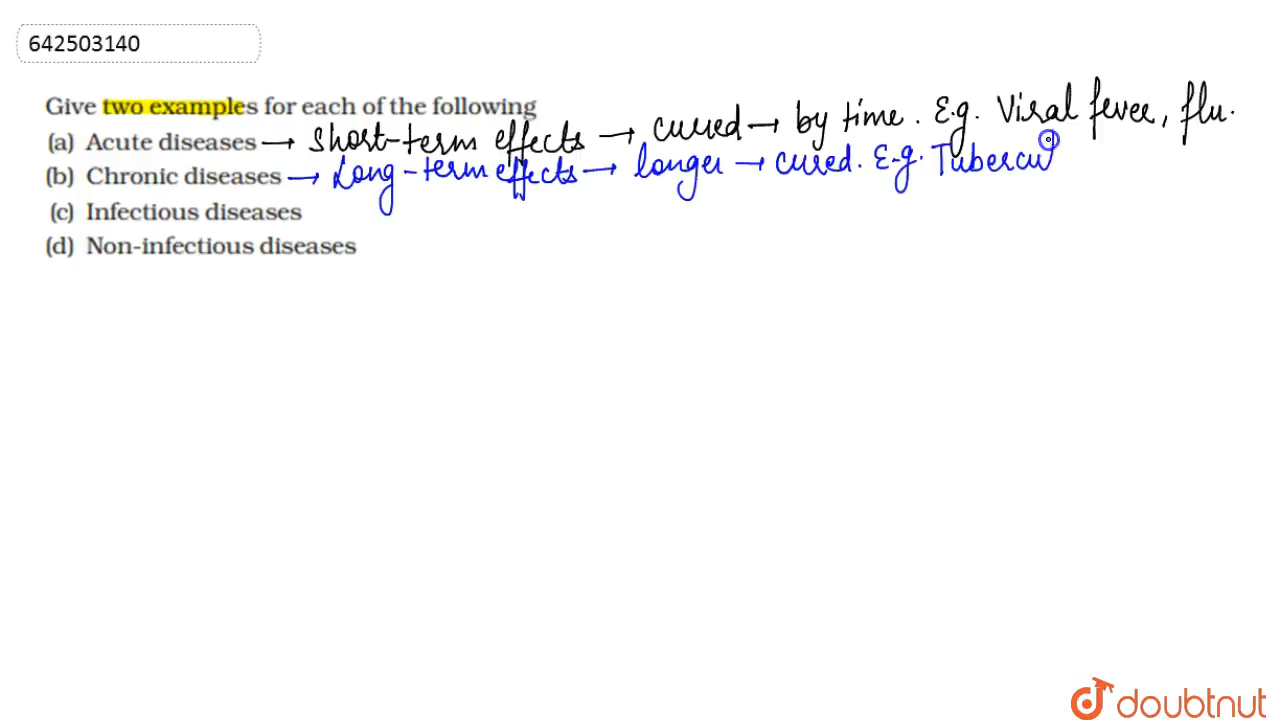 642503140
Give two examples for each of the following
(a) Acute diseases → Short-term effects → cured → by time. E.g. Viral fever, flu.
(b) Chronic diseases → Long-term effects → longer → cured. E.g. Tubercu
(c) Infectious diseases
(d) Non-infectious diseases
doubtnut